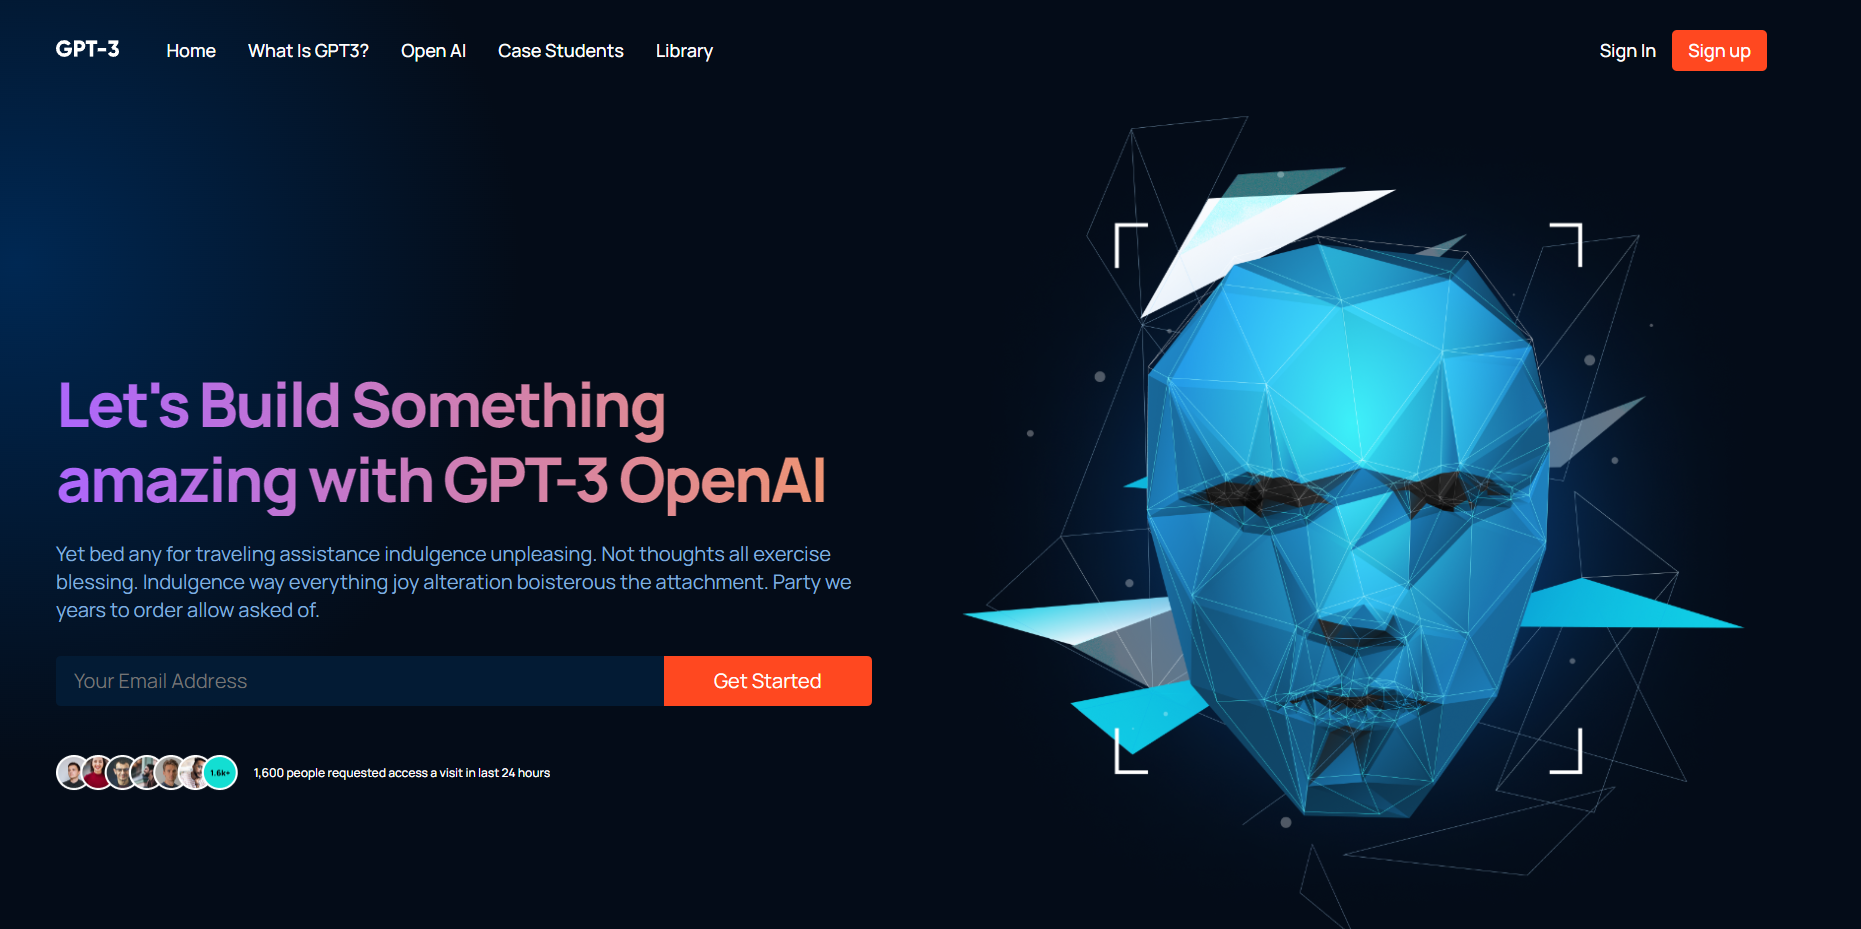 GPT-3
Home
What Is GPT3?
Open AI
Case Students
Library
Sign In
Sign up
Let's Build Something
amazing with GPT-3 OpenAI
Yet bed any for traveling assistance indulgence unpleasing. Not thoughts all exercise
blessing. Indulgence way everything joy alteration boisterous the attachment. Party we
years to order allow asked of.
Your Email Address
Get Started
1.6k+
1,600 people requested access a visit in last 24 hours